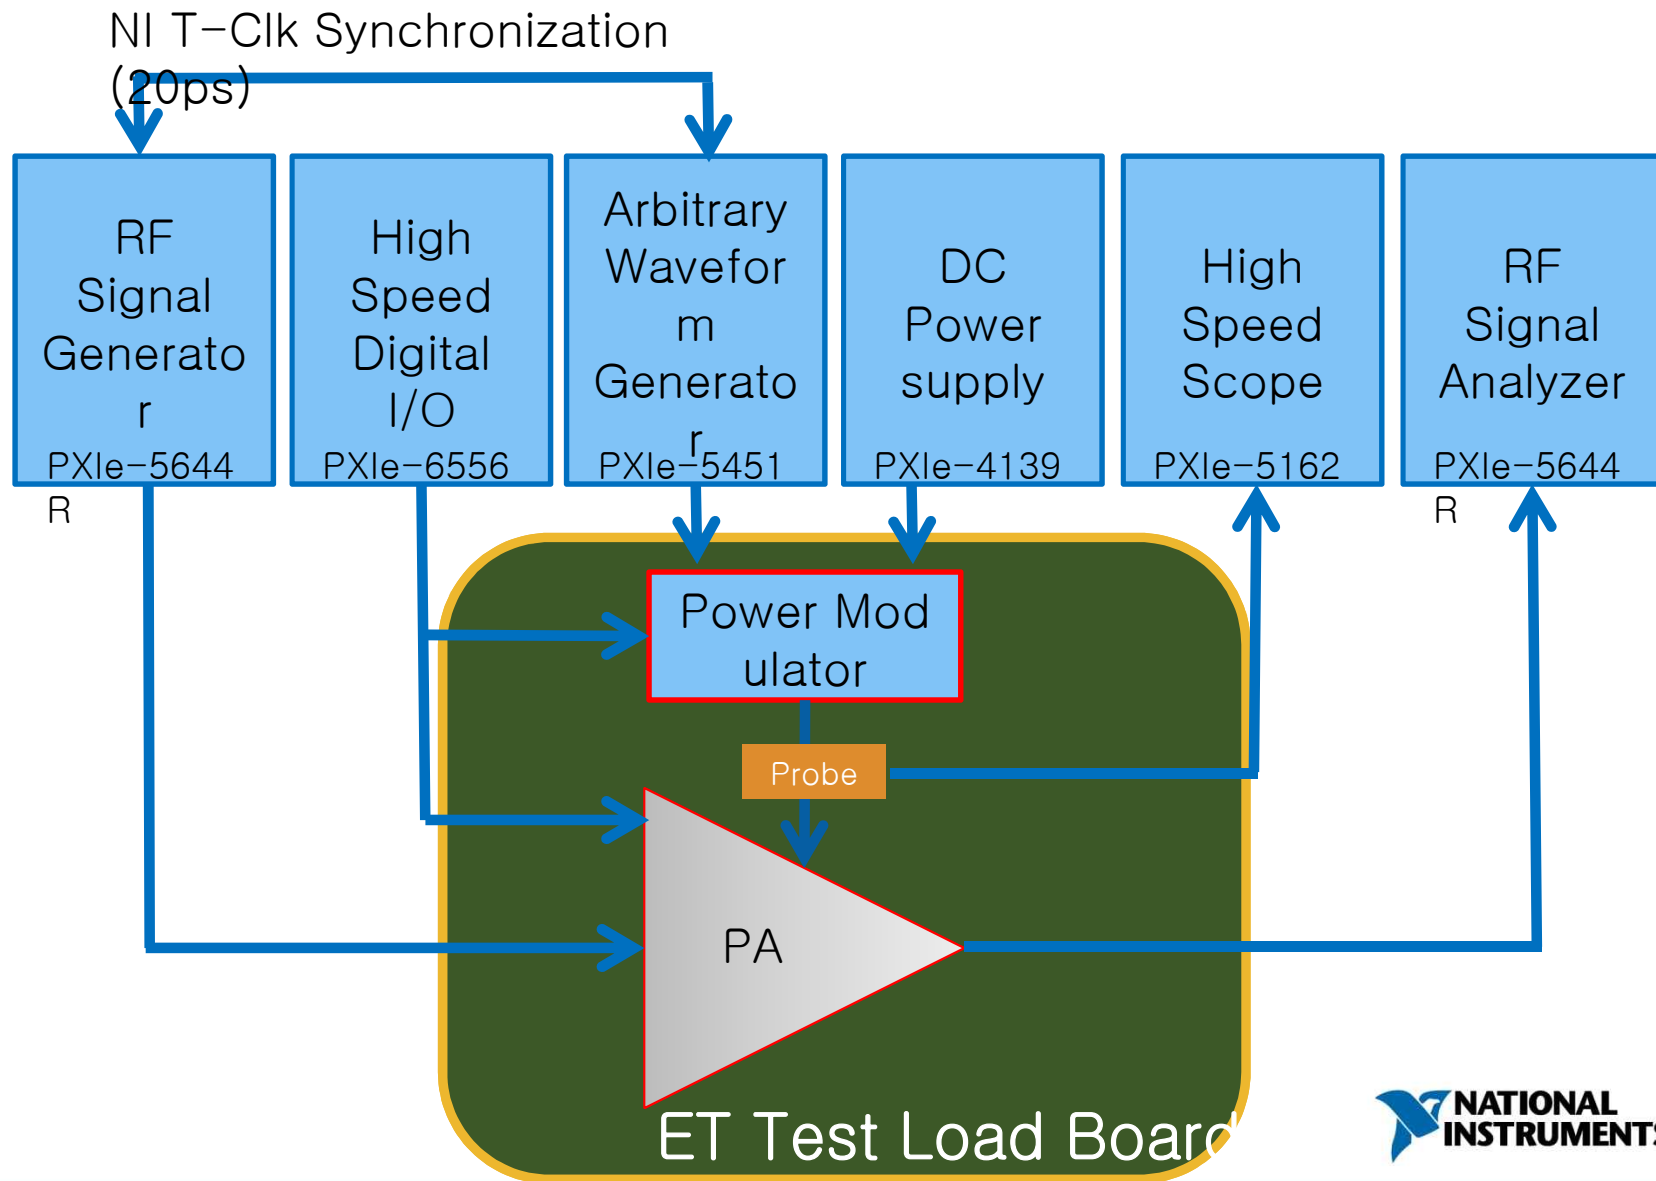 NI T-Clk Synchronization
(20ps)
RF
Signal
Generato
r
PXIe-5644
R
High
Speed
Digital
I/O
PXIe-6556
Arbitrary
Wavefor
m
Generato
r
PXIe-5451
DC
Power
supply
PXIe-4139
High
Speed
Scope
PXIe-5162
RF
Signal
Analyzer
PXIe-5644
R
Power Mod
ulator
Probe
PA
ET Test Load Board
NATIONAL
INSTRUMENTS